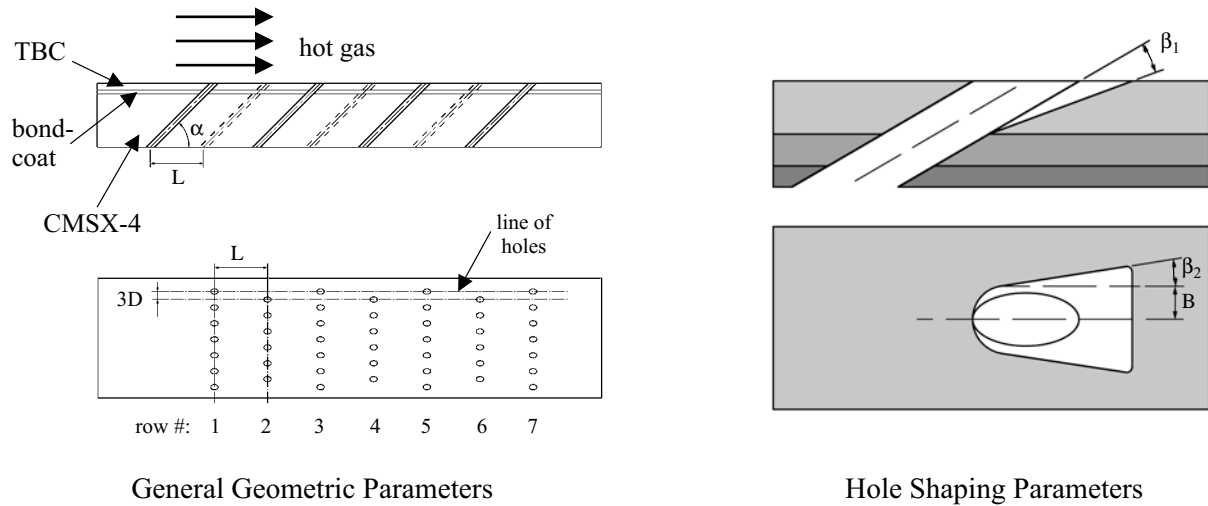 hot gas
TBC
bond-
coat
α
L
CMSX-4
line of
holes
L
3D
row #: 1 2 3 4 5 6 7
General Geometric Parameters
β1
β2
B
Hole Shaping Parameters